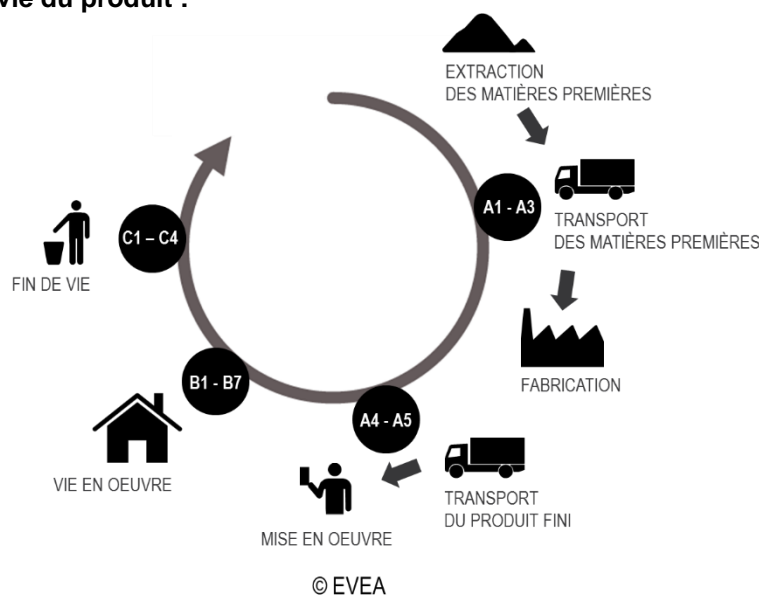 vie du produit :
EXTRACTION
DES MATIÈRES PREMIÈRES
A1 - A3
TRANSPORT
DES MATIÈRES PREMIÈRES
FABRICATION
A4 - A5
TRANSPORT
DU PRODUIT FINI
MISE EN OEUVRE
B1 - B7
VIE EN OEUVRE
C1 – C4
FIN DE VIE
© EVEA